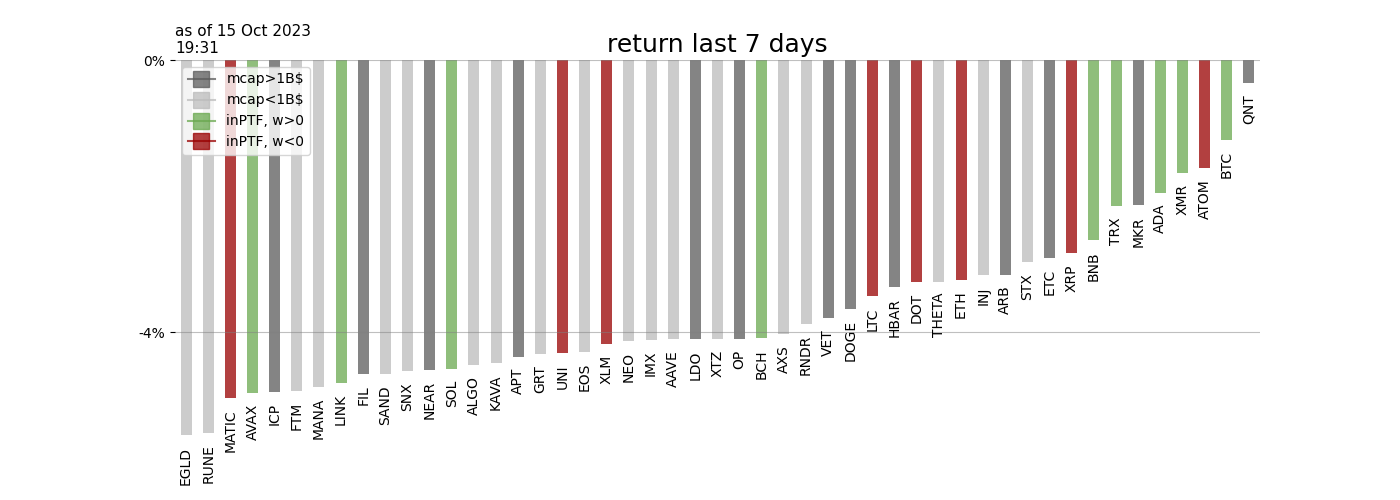 as of 15 Oct 2023
19:31
return last 7 days
0%
mcap>1B$
mcap<1B$
inPTF, w>0
inPTF, w<0
-4%
EGLD
RUNE
MATIC
AVAX
ICP
FTM
MANA
LINK
FIL
SAND
SNX
NEAR
SOL
ALGO
KAVA
APT
GRT
UNI
EOS
XLM
NEO
IMX
AAVE
LDO
XTZ
OP
BCH
AXS
RNDR
VET
DOGE
LTC
HBAR
DOT
THETA
ETH
INJ
ARB
STX
ETC
XRP
BNB
TRX
MKR
ADA
XMR
ATOM
BTC
QNT